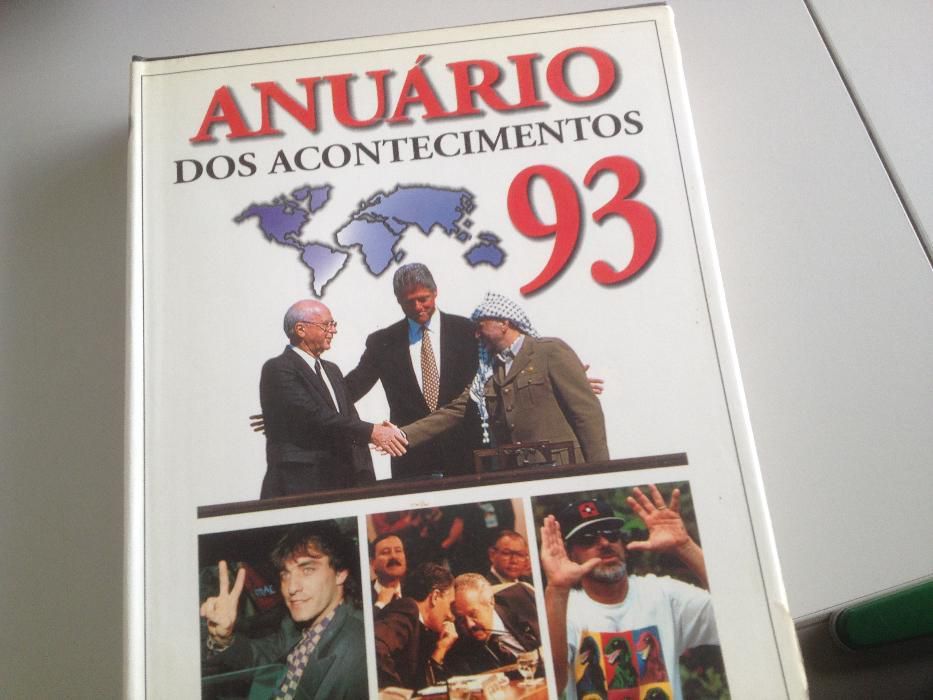 ANUÁRIO
DOS ACONTECIMENTOS
93